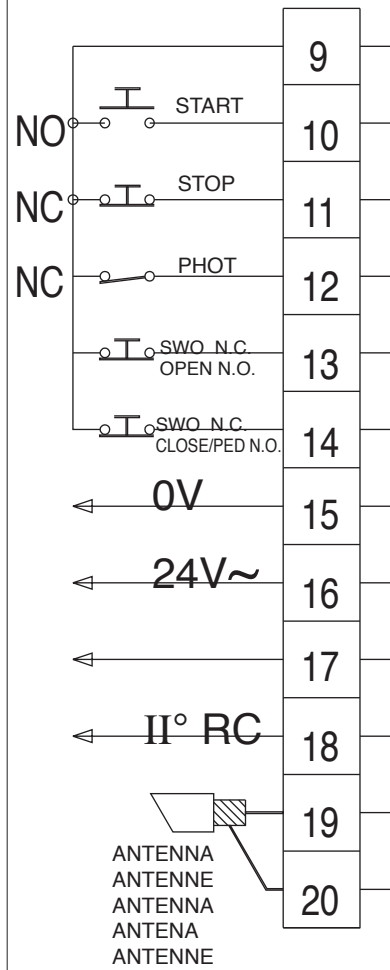 9
START
NO
10
STOP
NC
11
PHOT
NC
12
SWO N.C.
OPEN N.O.
13
SWO N.C.
CLOSE/PED N.O.
14
0V
15
24V~
16
17
II° RC
18
19
ANTENNA
ANTENNE
ANTENNA
ANTENA
ANTENNE
20